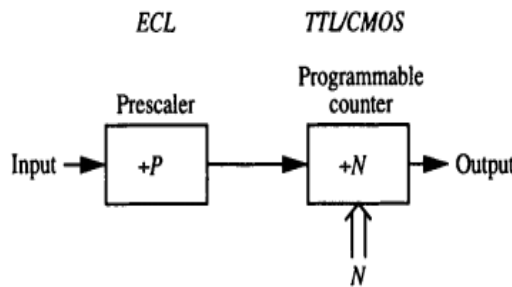 ECL TTL/CMOS
Programmable
counter
Prescaler
Input +P +N Output
N